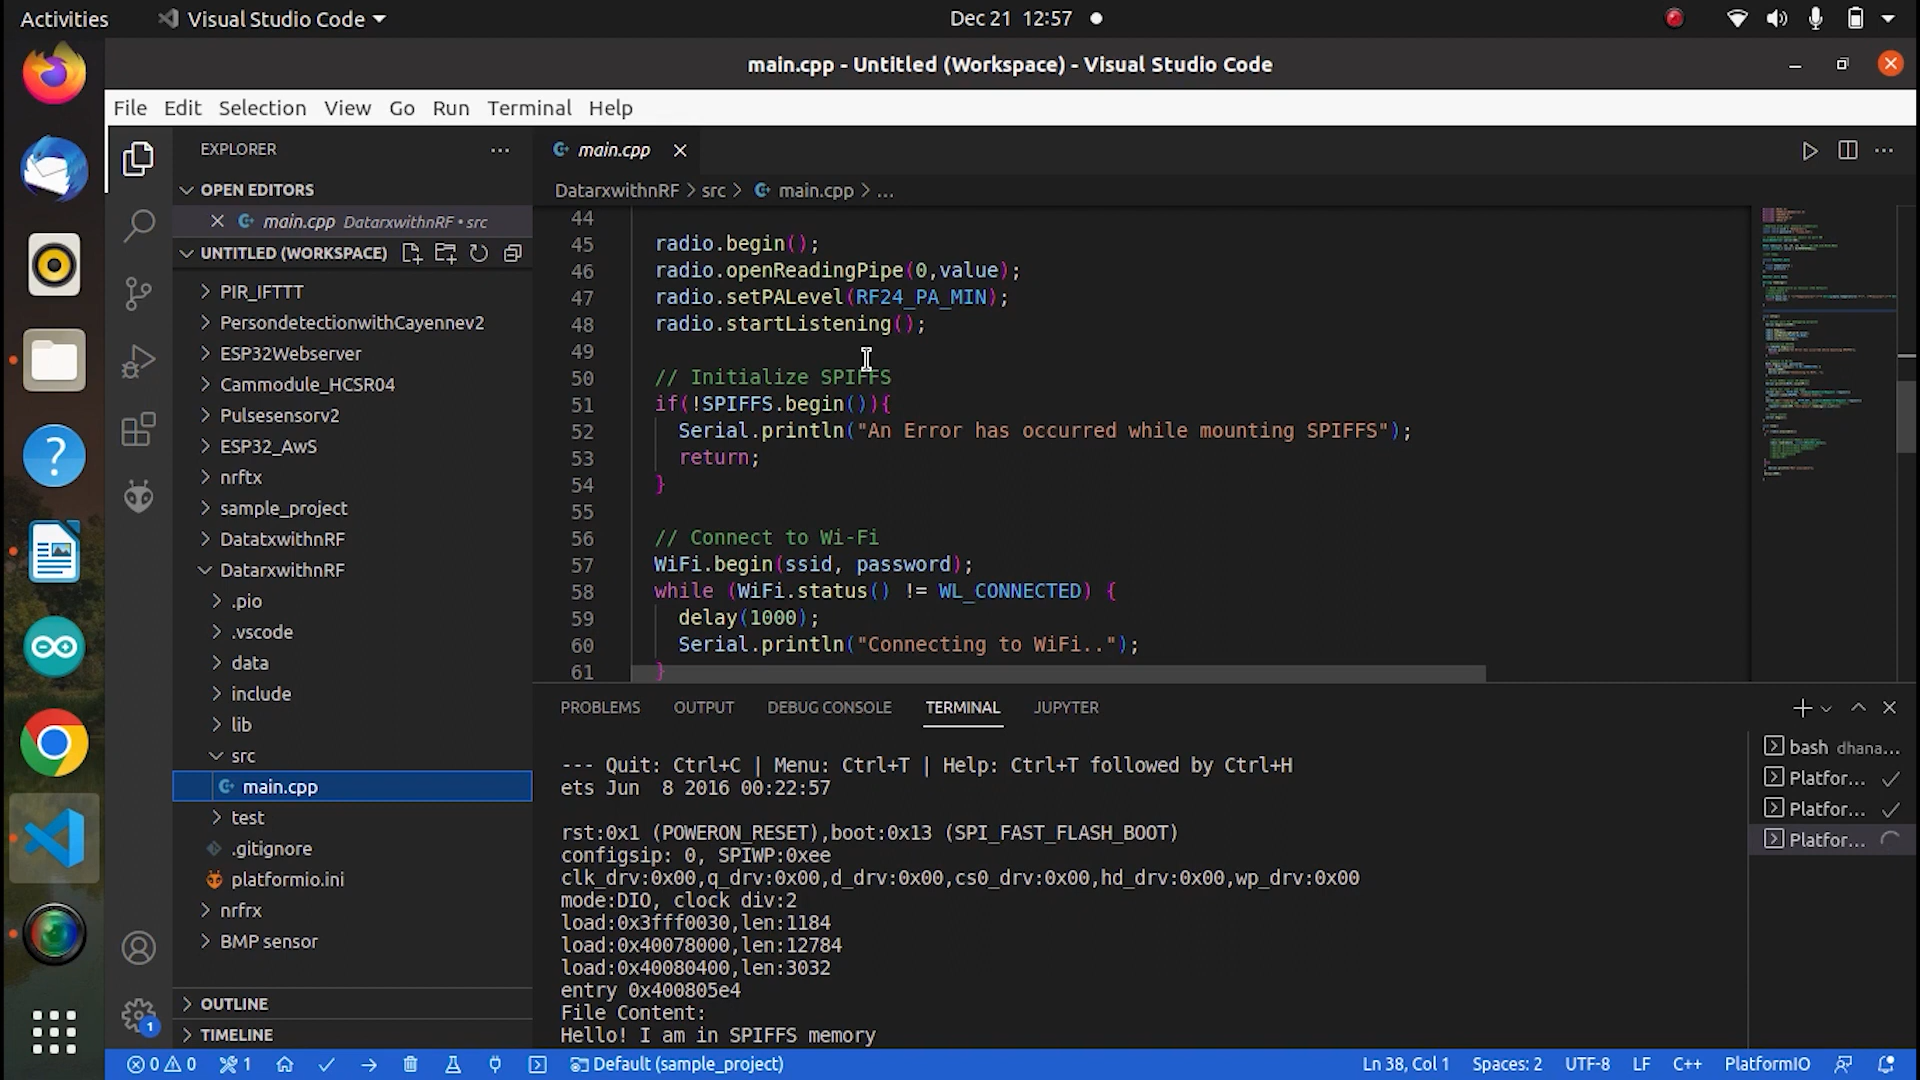 Activities
Visual Studio Code
Dec 21 12:57
main.cpp - Untitled (Workspace) - Visual Studio Code
File Edit Selection View Go Run Terminal Help
EXPLORER
OPEN EDITORS
main.cpp DatarxwithnRF • src
UNTITLED (WORKSPACE)
PIR_IFTTT
PersondetectionwithCayennev2
ESP32Webserver
Cammodule_HCSR04
Pulsesensorv2
ESP32_AwS
nrftx
sample_project
DatatxwithnRF
DatarxwithnRF
.pio
.vscode
data
include
lib
src
main.cpp
test
.gitignore
platformio.ini
nrfrx
BMP sensor
OUTLINE
TIMELINE
main.cpp
DatarxwithnRF > src > main.cpp > ...
44
45 radio.begin();
46 radio.openReadingPipe(0,value);
47 radio.setPALevel(RF24_PA_MIN);
48 radio.startListening();
49
50 // Initialize SPIFFS
51 if(!SPIFFS.begin()){
52 Serial.println("An Error has occurred while mounting SPIFFS");
53 return;
54 }
55
56 // Connect to Wi-Fi
57 WiFi.begin(ssid, password);
58 while (WiFi.status() != WL_CONNECTED) {
59 delay(1000);
60 Serial.println("Connecting to WiFi..");
61 }
PROBLEMS OUTPUT DEBUG CONSOLE TERMINAL JUPYTER
--- Quit: Ctrl+C | Menu: Ctrl+T | Help: Ctrl+T followed by Ctrl+H
ets Jun  8 2016 00:22:57
rst:0x1 (POWERON_RESET),boot:0x13 (SPI_FAST_FLASH_BOOT)
configsip: 0, SPIWP:0xee
clk_drv:0x00,q_drv:0x00,d_drv:0x00,cs0_drv:0x00,hd_drv:0x00,wp_drv:0x00
mode:DIO, clock div:2
load:0x3fff0030,len:1184
load:0x40078000,len:12784
load:0x40080400,len:3032
entry 0x400805e4
File Content:
Hello! I am in SPIFFS memory
bash dhana...
Platfor...
Platfor...
Platfor...
1
0 0 1 Default (sample_project) Ln 38, Col 1 Spaces: 2 UTF-8 LF C++ PlatformIO